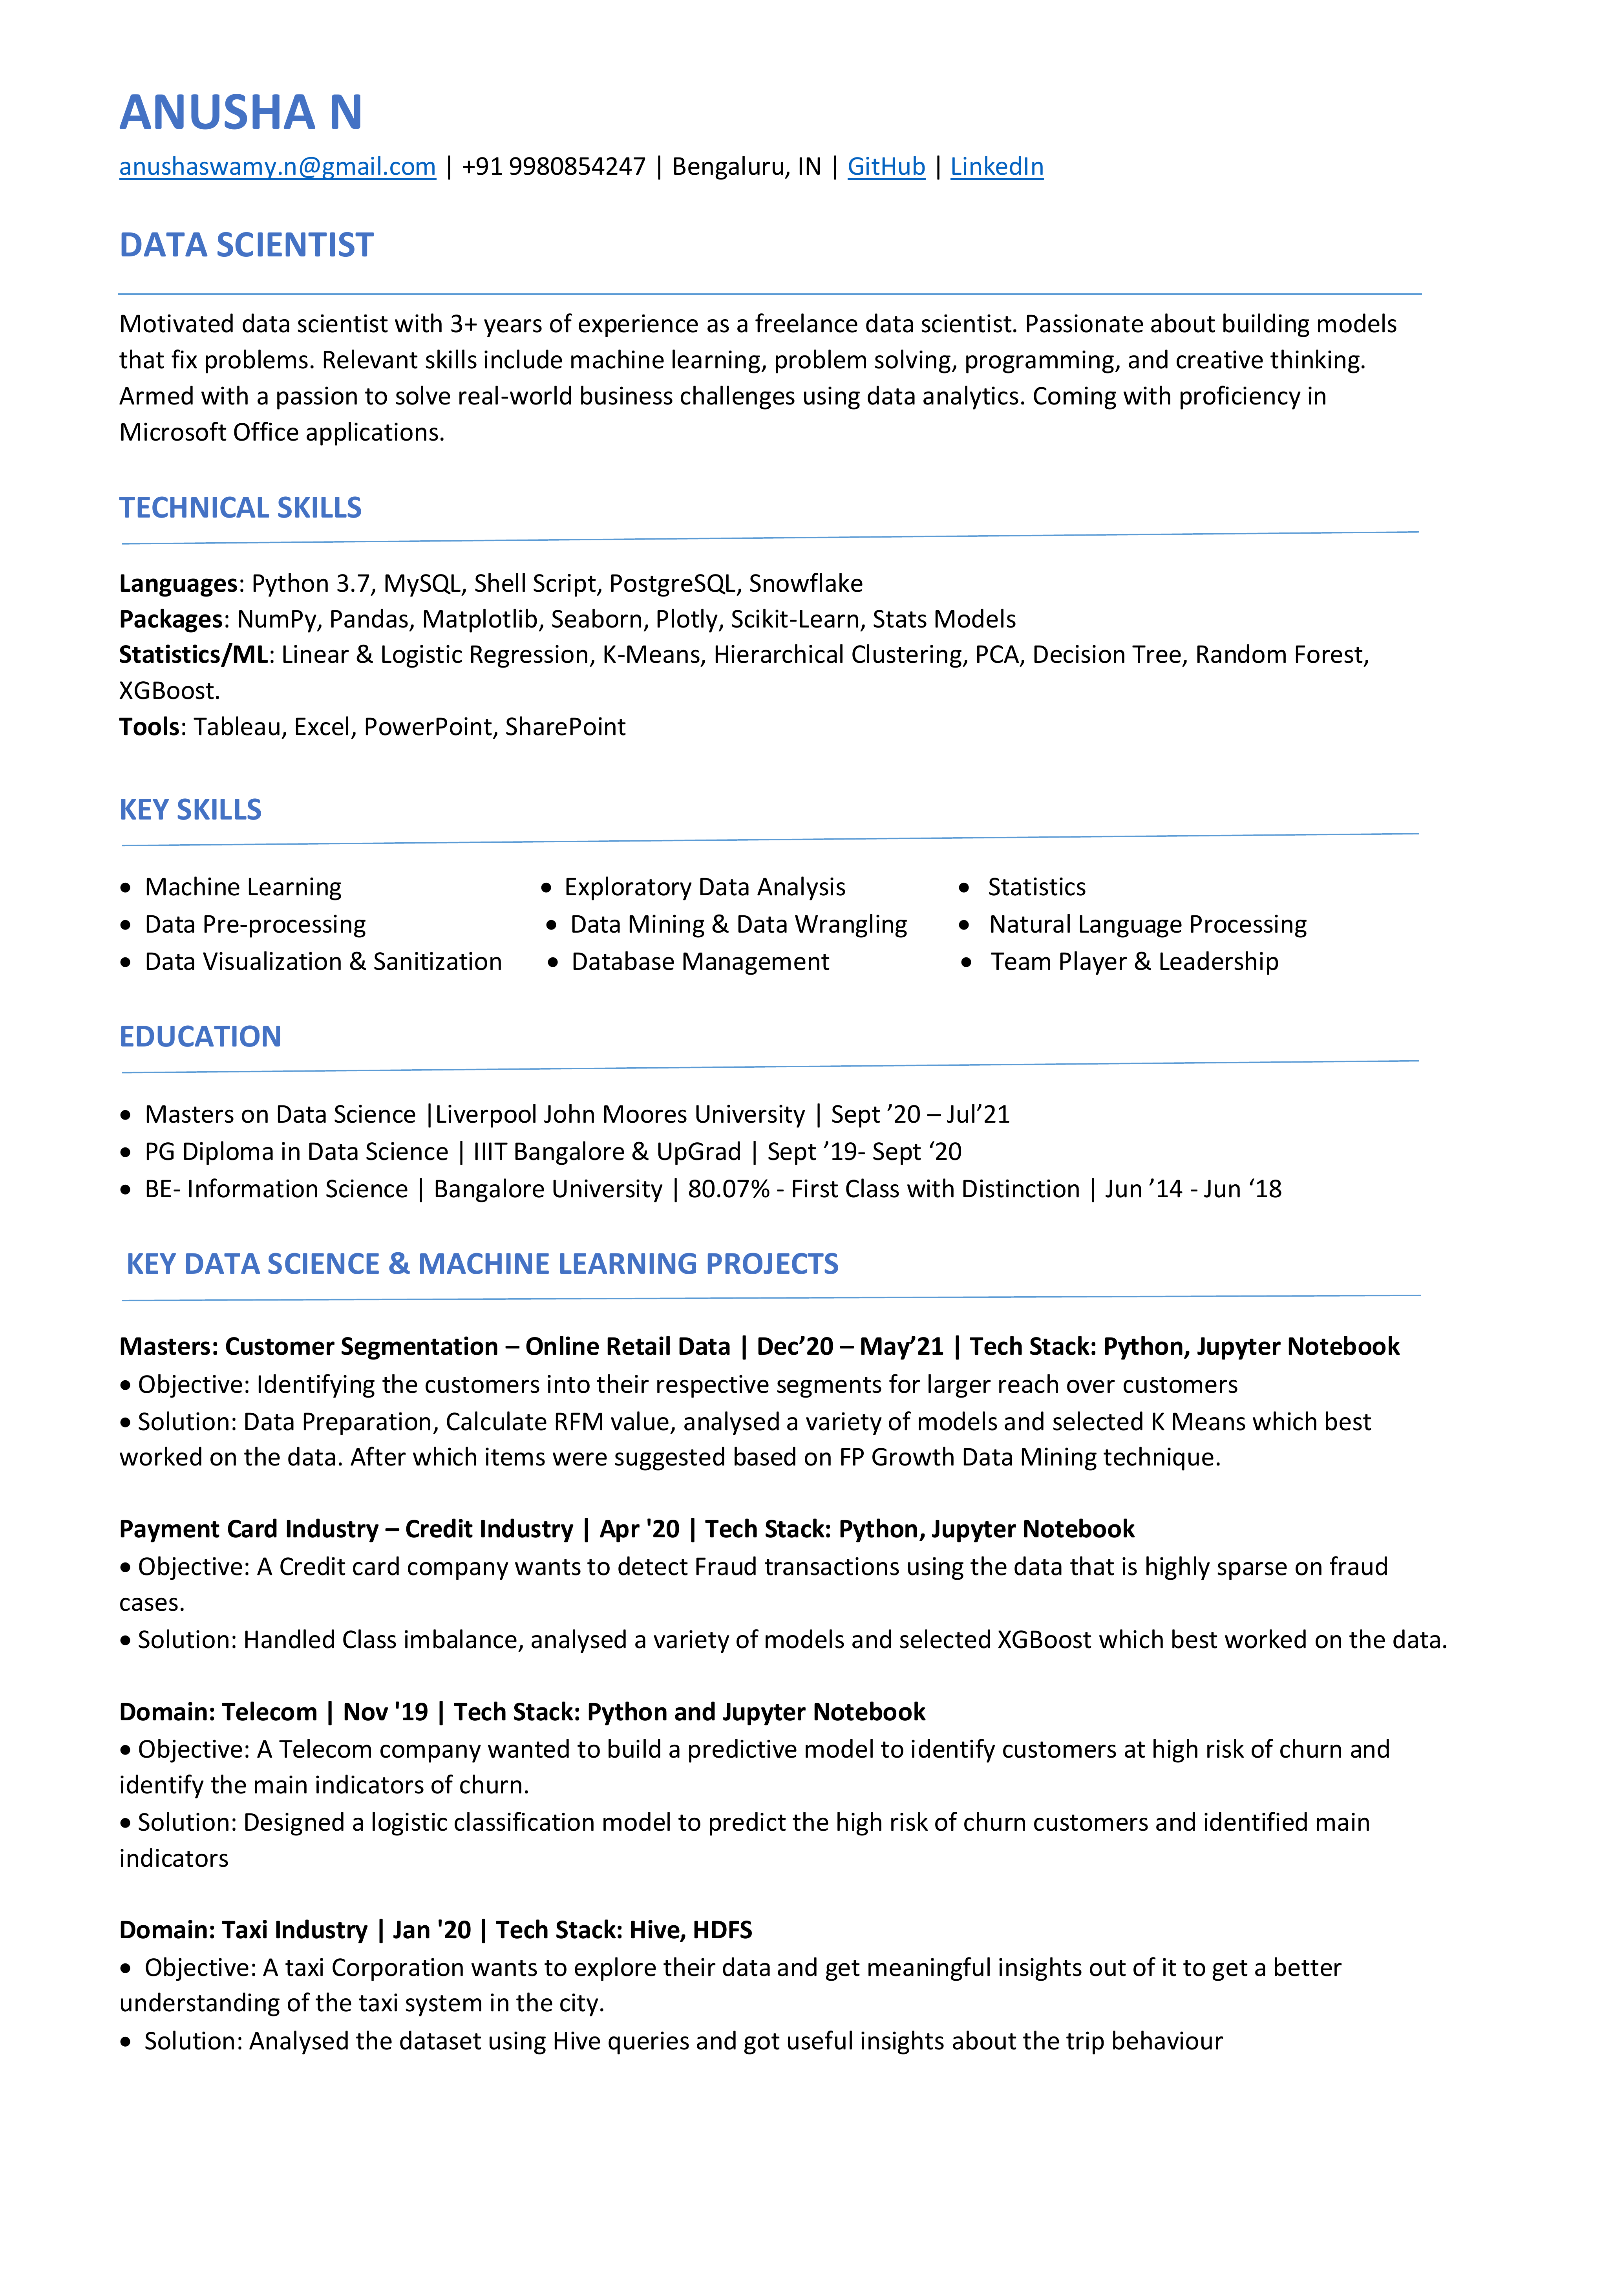 ANUSHA N
anushaswamy.n@gmail.com | +91 9980854247 | Bengaluru, IN | GitHub | LinkedIn
DATA SCIENTIST
Motivated data scientist with 3+ years of experience as a freelance data scientist. Passionate about building models
that fix problems. Relevant skills include machine learning, problem solving, programming, and creative thinking.
Armed with a passion to solve real-world business challenges using data analytics. Coming with proficiency in
Microsoft Office applications.
TECHNICAL SKILLS
Languages: Python 3.7, MySQL, Shell Script, PostgreSQL, Snowflake
Packages: NumPy, Pandas, Matplotlib, Seaborn, Plotly, Scikit-Learn, Stats Models
Statistics/ML: Linear & Logistic Regression, K-Means, Hierarchical Clustering, PCA, Decision Tree, Random Forest,
XGBoost.
Tools: Tableau, Excel, PowerPoint, SharePoint
KEY SKILLS
• Machine Learning • Exploratory Data Analysis • Statistics
• Data Pre-processing • Data Mining & Data Wrangling • Natural Language Processing
• Data Visualization & Sanitization • Database Management • Team Player & Leadership
EDUCATION
• Masters on Data Science |Liverpool John Moores University | Sept ’20 – Jul’21
• PG Diploma in Data Science | IIIT Bangalore & UpGrad | Sept ’19- Sept ‘20
• BE- Information Science | Bangalore University | 80.07% - First Class with Distinction | Jun ’14 - Jun ‘18
KEY DATA SCIENCE & MACHINE LEARNING PROJECTS
Masters: Customer Segmentation – Online Retail Data | Dec’20 – May’21 | Tech Stack: Python, Jupyter Notebook
• Objective: Identifying the customers into their respective segments for larger reach over customers
• Solution: Data Preparation, Calculate RFM value, analysed a variety of models and selected K Means which best
worked on the data. After which items were suggested based on FP Growth Data Mining technique.
Payment Card Industry – Credit Industry | Apr '20 | Tech Stack: Python, Jupyter Notebook
• Objective: A Credit card company wants to detect Fraud transactions using the data that is highly sparse on fraud
cases.
• Solution: Handled Class imbalance, analysed a variety of models and selected XGBoost which best worked on the data.
Domain: Telecom | Nov '19 | Tech Stack: Python and Jupyter Notebook
• Objective: A Telecom company wanted to build a predictive model to identify customers at high risk of churn and
identify the main indicators of churn.
• Solution: Designed a logistic classification model to predict the high risk of churn customers and identified main
indicators
Domain: Taxi Industry | Jan '20 | Tech Stack: Hive, HDFS
• Objective: A taxi Corporation wants to explore their data and get meaningful insights out of it to get a better
understanding of the taxi system in the city.
• Solution: Analysed the dataset using Hive queries and got useful insights about the trip behaviour